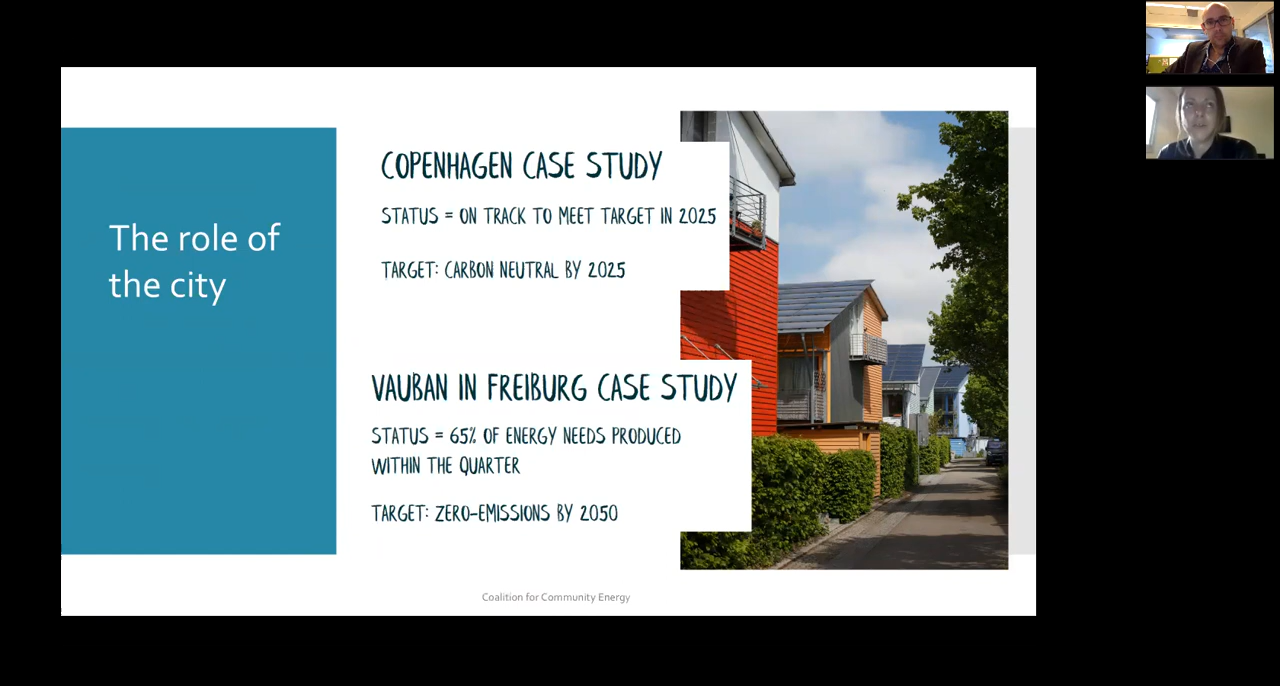 The role of
the city
COPENHAGEN CASE STUDY
STATUS = ON TRACK TO MEET TARGET IN 2025
TARGET: CARBON NEUTRAL BY 2025
VAUBAN IN FREIBURG CASE STUDY
STATUS = 65% OF ENERGY NEEDS PRODUCED
WITHIN THE QUARTER
TARGET: ZERO-EMISSIONS BY 2050
Coalition for Community Energy